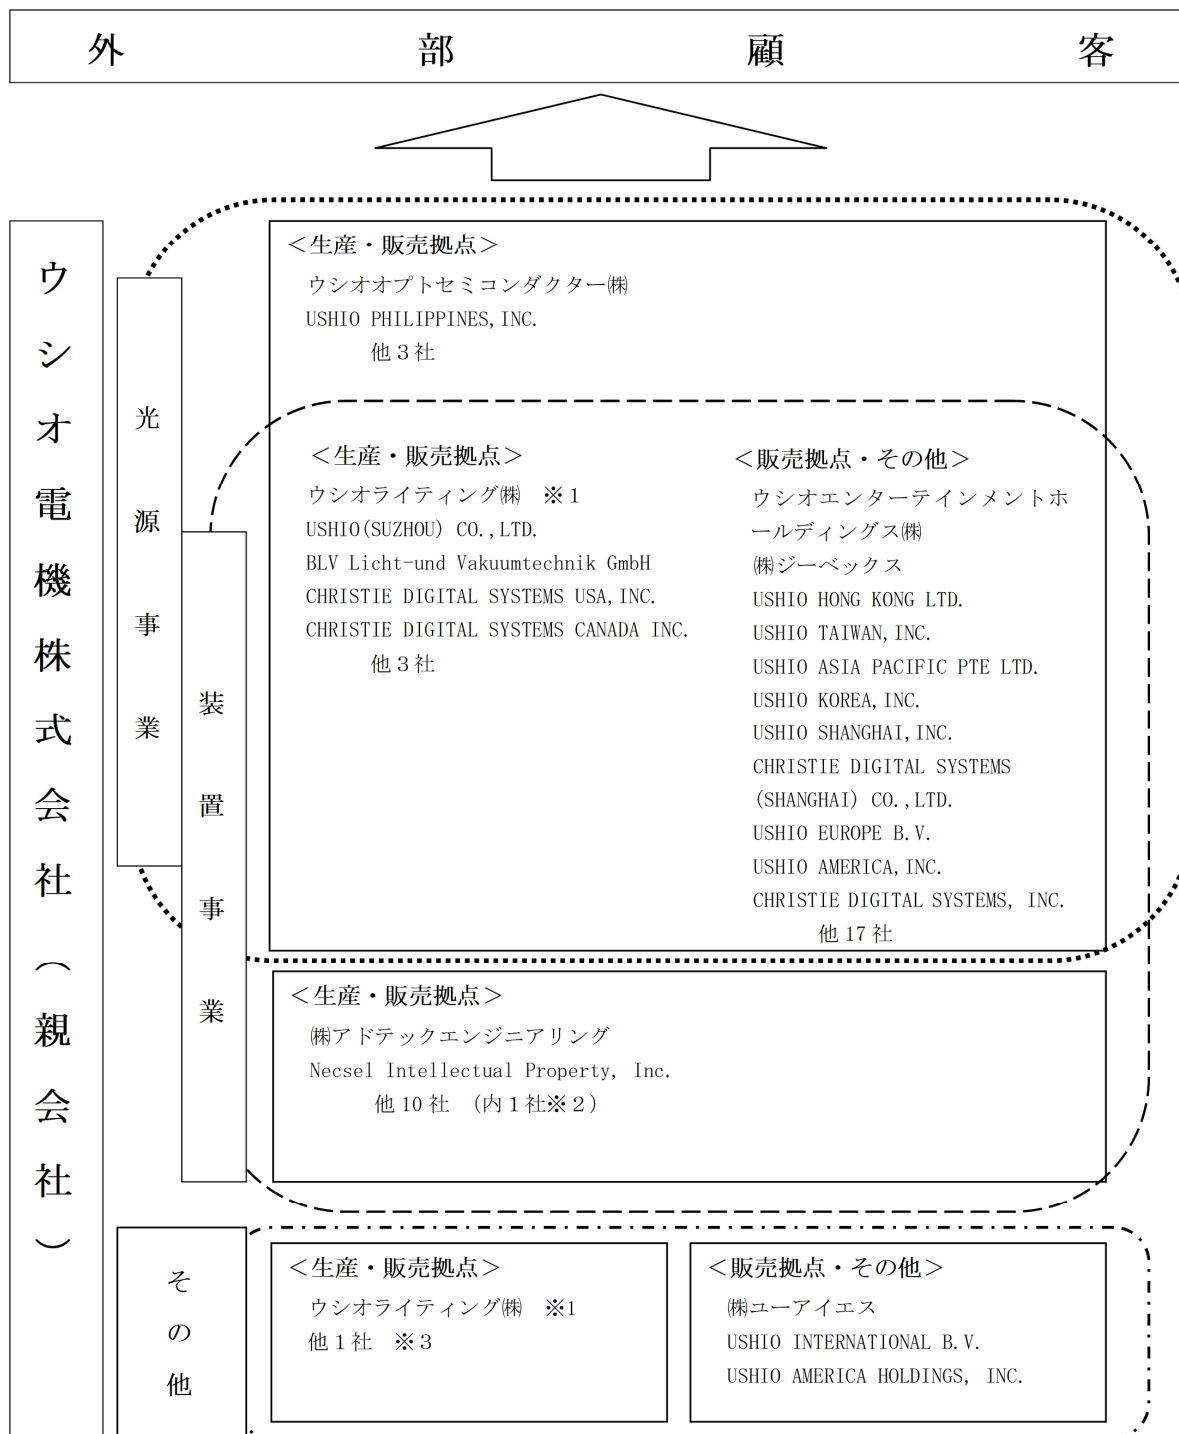 外部顧客
ウシオ電機株式会社（親会社）
光源事業
装置事業
＜生産・販売拠点＞
ウシオオプトセミコンダクター㈱
USHIO PHILIPPINES,INC.
他３社
＜生産・販売拠点＞
ウシオライティング㈱　※１
USHIO(SUZHOU) CO.,LTD.
BLV Licht-und Vakuumtechnik GmbH
CHRISTIE DIGITAL SYSTEMS USA,INC.
CHRISTIE DIGITAL SYSTEMS CANADA INC.
他３社
＜販売拠点・その他＞
ウシオエンターテインメントホ
ールディングス㈱
㈱ジーベックス
USHIO HONG KONG LTD.
USHIO TAIWAN,INC.
USHIO ASIA PACIFIC PTE LTD.
USHIO KOREA,INC.
USHIO SHANGHAI,INC.
CHRISTIE DIGITAL SYSTEMS
(SHANGHAI) CO.,LTD.
USHIO EUROPE B.V.
USHIO AMERICA,INC.
CHRISTIE DIGITAL SYSTEMS, INC.
他 17 社
＜生産・販売拠点＞
㈱アドテックエンジニアリング
Necsel Intellectual Property, Inc.
他 10 社　（内１社※２）
その他
＜生産・販売拠点＞
ウシオライティング㈱　※1
他１社　※３
＜販売拠点・その他＞
㈱ユーアイエス
USHIO INTERNATIONAL B.V.
USHIO AMERICA HOLDINGS, INC.